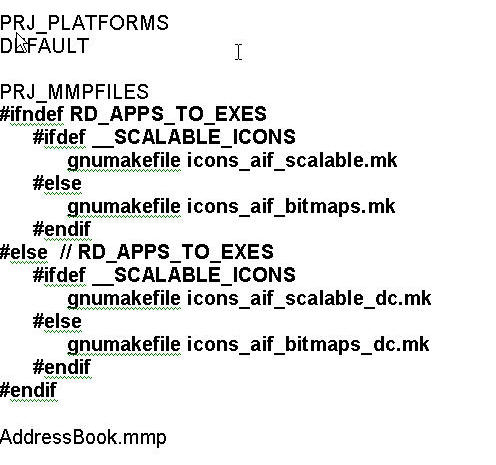 PRJ_PLATFORMS
DEFAULT
PRJ_MMPFILES
#ifndef RD_APPS_TO_EXES
#ifdef __SCALABLE_ICONS
gnumakefile icons_aif_scalable.mk
#else
gnumakefile icons_aif_bitmaps.mk
#endif
#else // RD_APPS_TO_EXES
#ifdef __SCALABLE_ICONS
gnumakefile icons_aif_scalable_dc.mk
#else
gnumakefile icons_aif_bitmaps_dc.mk
#endif
#endif
AddressBook.mmp